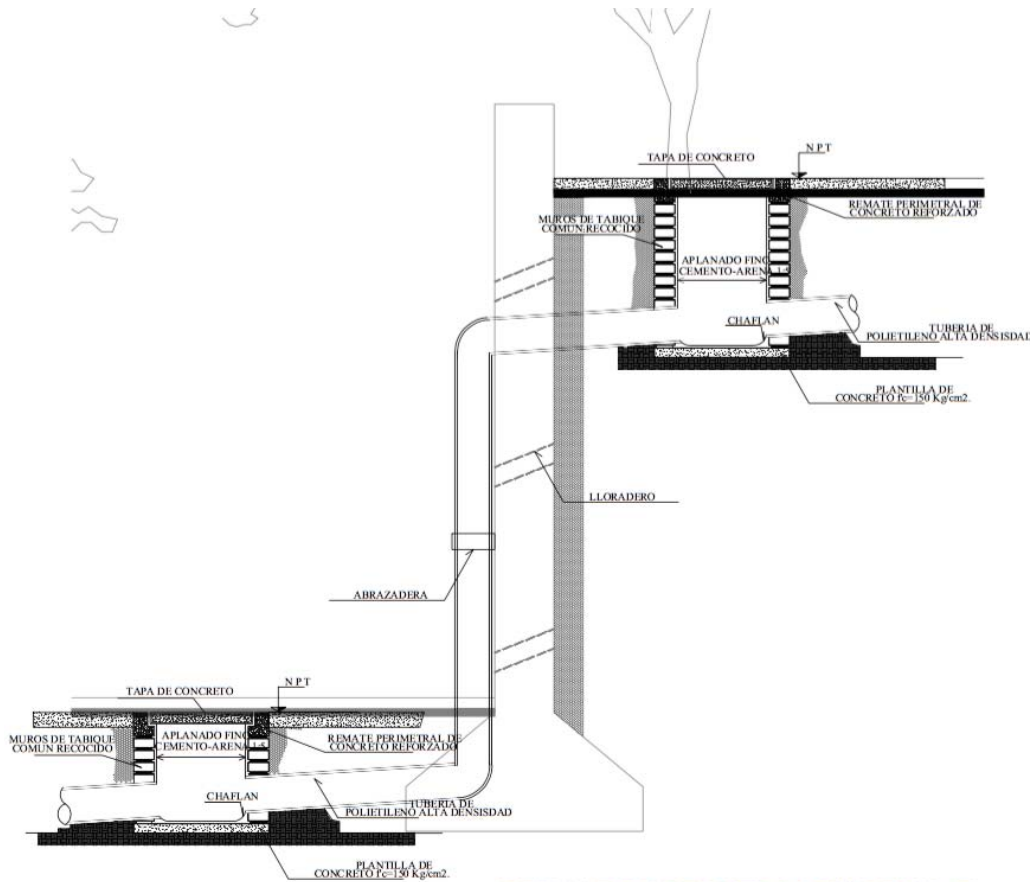 N P T
TAPA DE CONCRETO
REMATE PERIMETRAL DE
CONCRETO REFORZADO
MUROS DE TABIQUE
COMUN RECOCIDO
APLANADO FINO
CEMENTO-ARENA 1:5
CHAFLAN
TUBERIA DE
POLIETILENO ALTA DENSISDAD
PLANTILLA DE
CONCRETO f'c=150 Kg/cm2.
LLORADERO
ABRAZADERA
N P T
TAPA DE CONCRETO
MUROS DE TABIQUE
COMUN RECOCIDO
APLANADO FINO
CEMENTO-ARENA 1:5
REMATE PERIMETRAL DE
CONCRETO REFORZADO
CHAFLAN
TUBERIA DE
POLIETILENO ALTA DENSISDAD
PLANTILLA DE
CONCRETO f'c=150 Kg/cm2.